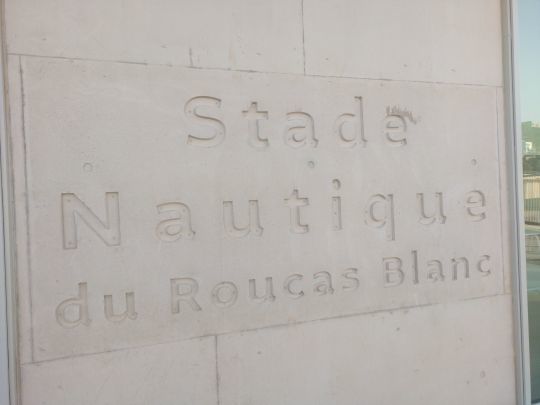 Stade
Nautique
du Roucas Blanc